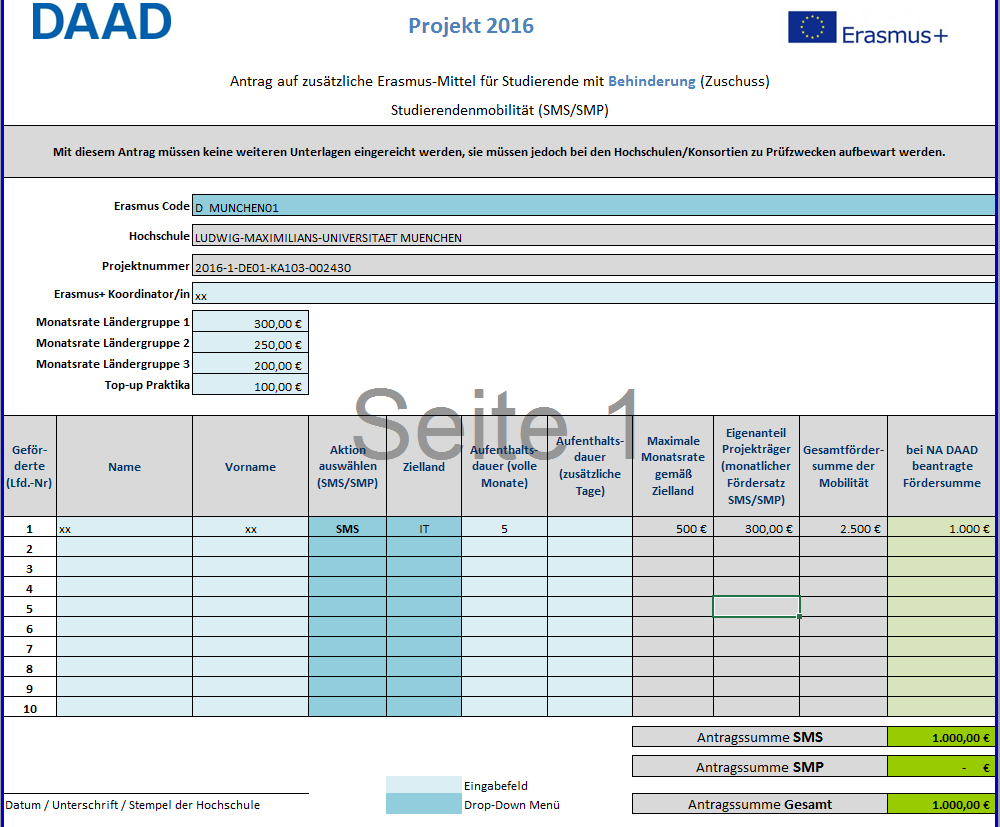 DAAD
Projekt 2016
Erasmus+
Antrag auf zusätzliche Erasmus-Mittel für Studierende mit Behinderung (Zuschuss)
Studierendenmobilität (SMS/SMP)
Mit diesem Antrag müssen keine weiteren Unterlagen eingereicht werden, sie müssen jedoch bei den Hochschulen/Konsortien zu Prüfzwecken aufbewart werden.
Erasmus Code D MUNCHEN01
Hochschule LUDWIG-MAXIMILIANS-UNIVERSITAET MUENCHEN
Projektnummer 2016-1-DE01-KA103-002430
Erasmus+ Koordinator/in xx
Monatsrate Ländergruppe 1 300,00 €
Monatsrate Ländergruppe 2 250,00 €
Monatsrate Ländergruppe 3 200,00 €
Top-up Praktika 100,00 €
Seite 1
Geför-
derte
(Lfd.-Nr)
Name
Vorname
Aktion
auswählen
(SMS/SMP)
Zielland
Aufenthalts-
dauer (volle
Monate)
Aufenthalts-
dauer
(zusätzliche
Tage)
Maximale
Monatsrate
gemäß
Zielland
Eigenanteil
Projekträger
(monatlicher
Fördersatz
SMS/SMP)
Gesamtförder-
summe der
Mobilität
bei NA DAAD
beantragte
Fördersumme
1 xx xx SMS IT 5 500 € 300,00 € 2.500 € 1.000 €
2
3
4
5
6
7
8
9
10
Antragssumme SMS 1.000,00 €
Antragssumme SMP - €
Eingabefeld
Datum / Unterschrift / Stempel der Hochschule
Drop-Down Menü
Antragssumme Gesamt 1.000,00 €